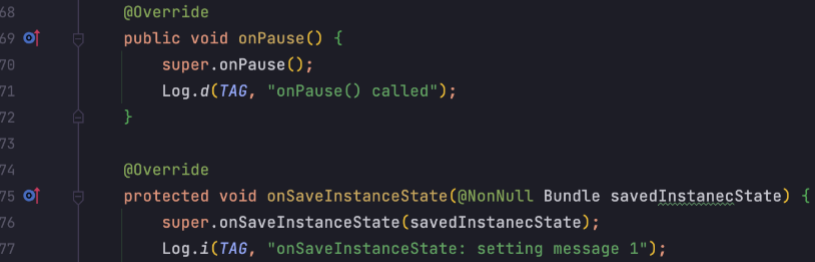 68 @Override
69 public void onPause() {
70 super.onPause();
71 Log.d(TAG, "onPause() called");
72 }
73
74 @Override
75 protected void onSaveInstanceState(@NonNull Bundle savedInstanecState) {
76 super.onSaveInstanceState(savedInstanecState);
77 Log.i(TAG, "onSaveInstanceState: setting message 1");